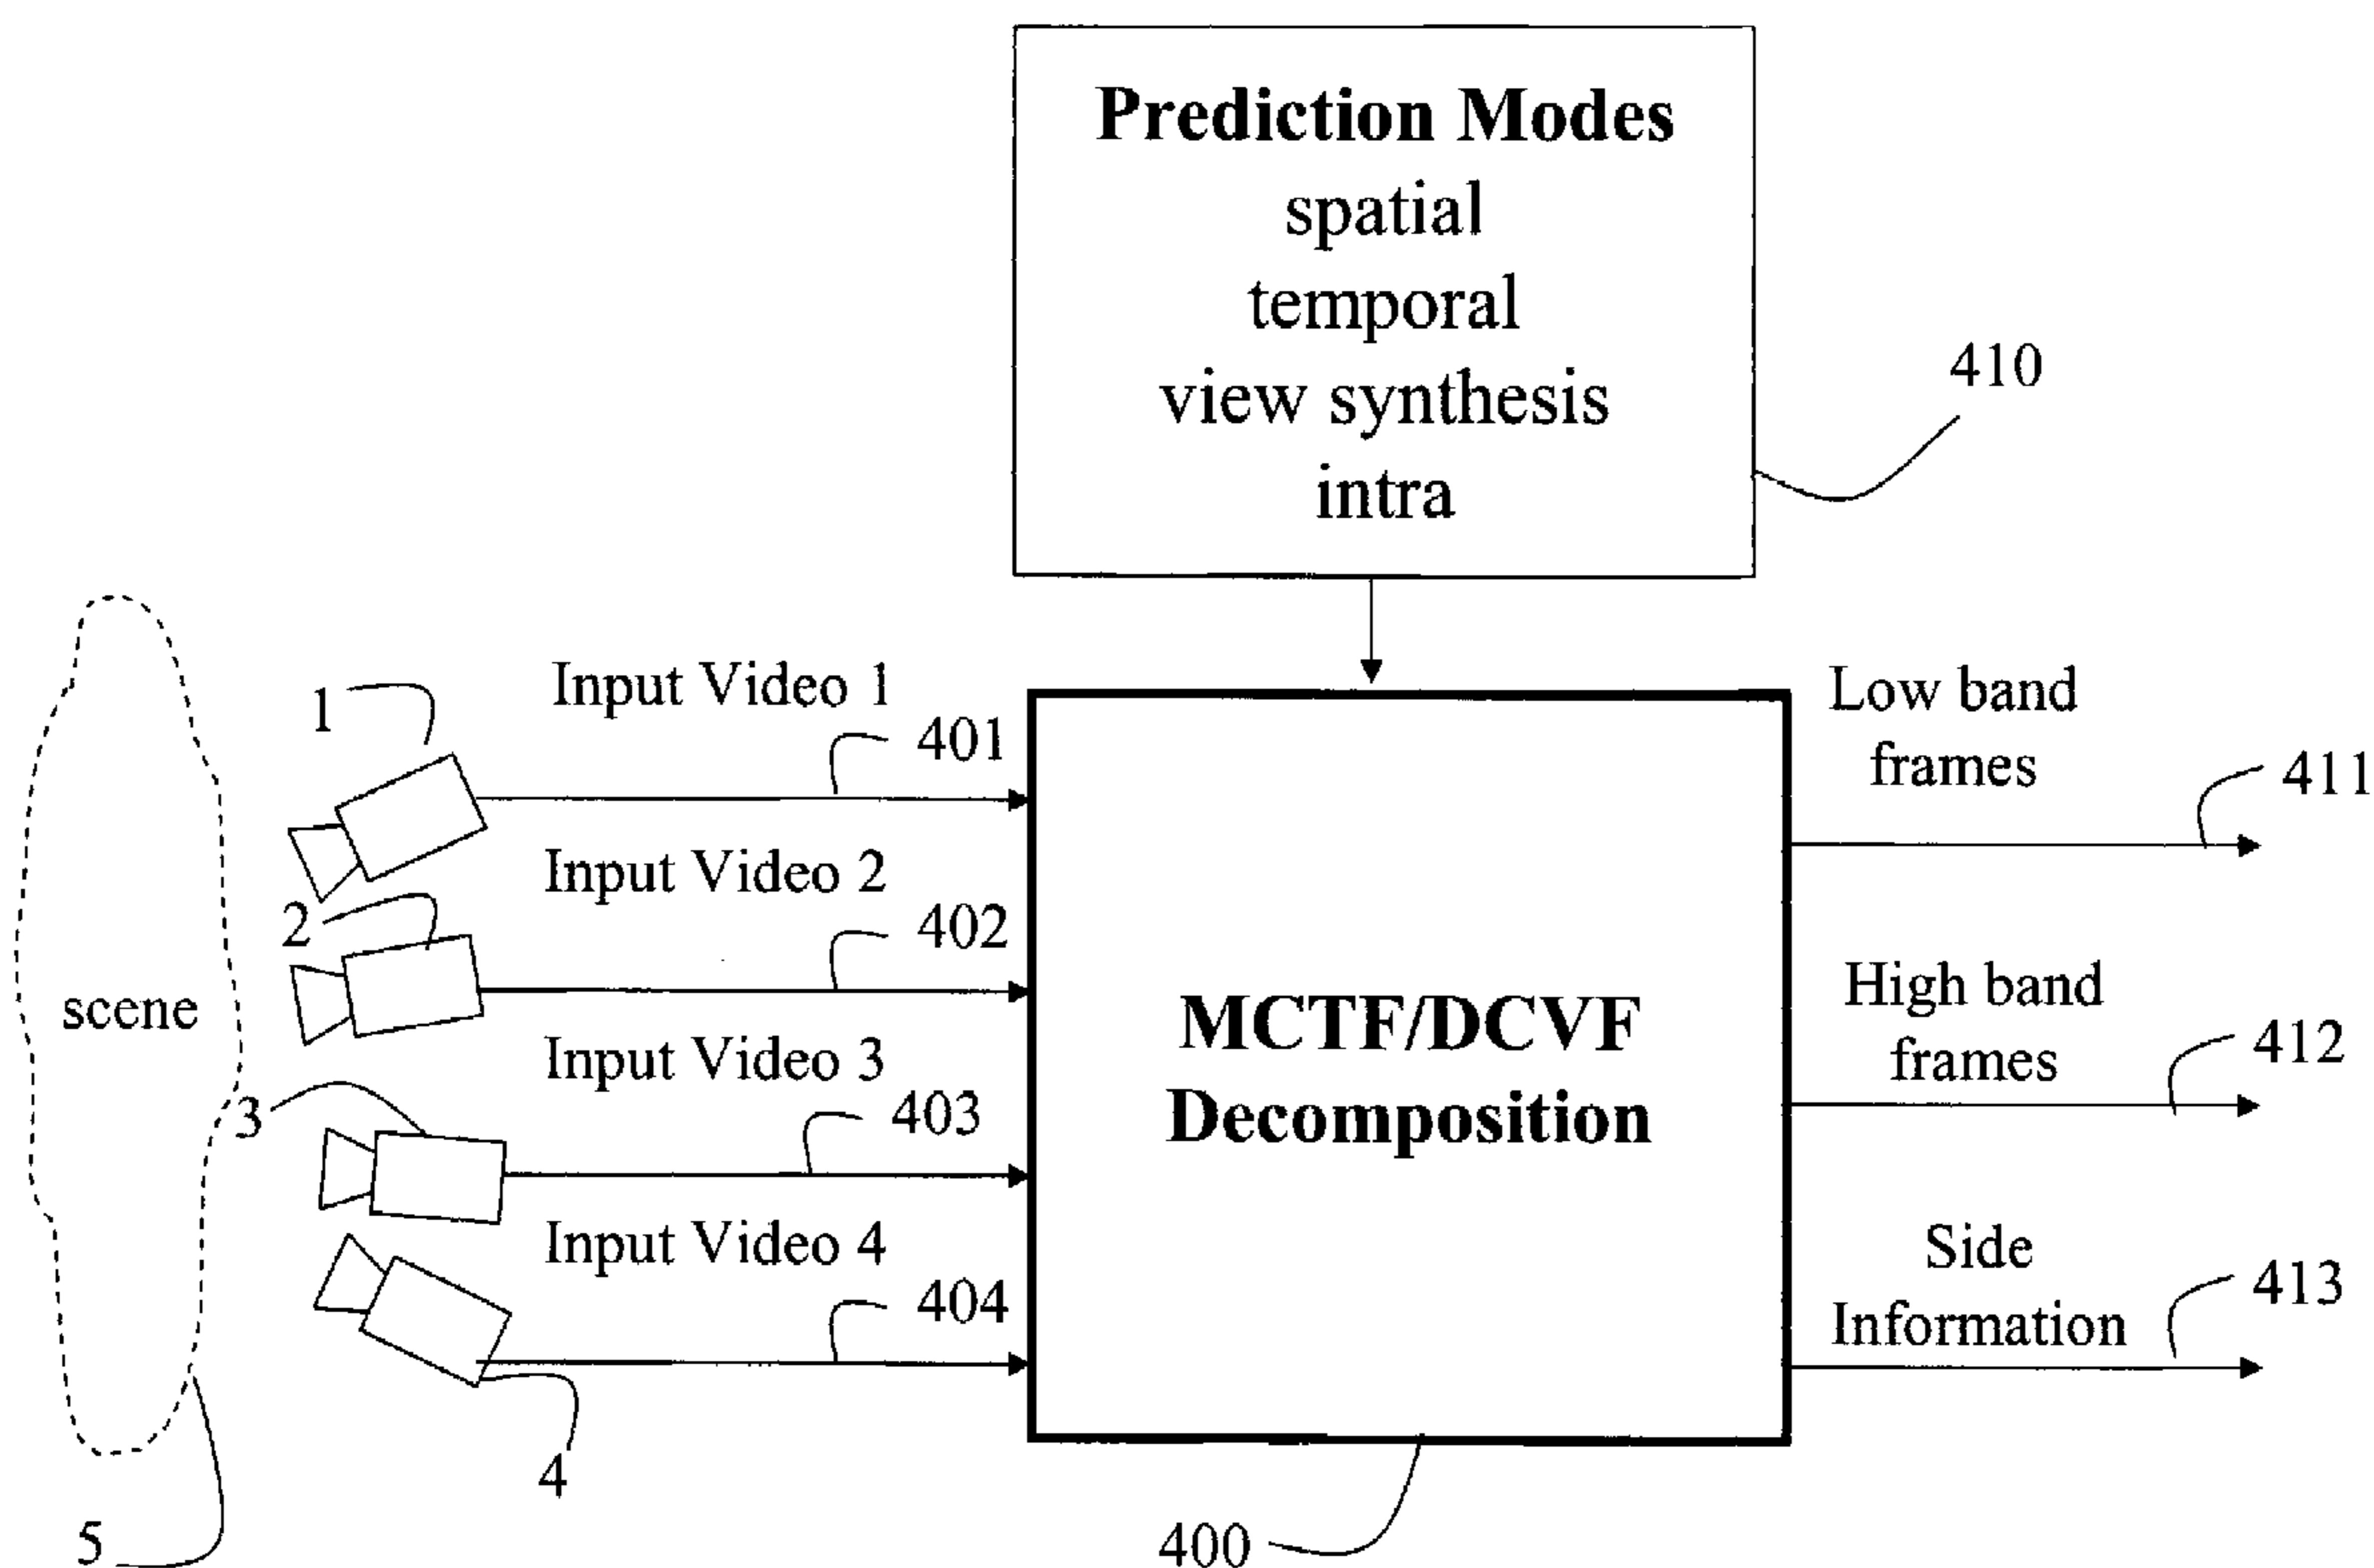 Prediction Modes
spatial
temporal
view synthesis
intra
410
1
Input Video 1
401
Low band
frames
411
Input Video 2
2
402
scene
MCTF/DCVF
Decomposition
High band
frames
412
Input Video 3
3
403
Input Video 4
404
Side
Information
413
4
5
400